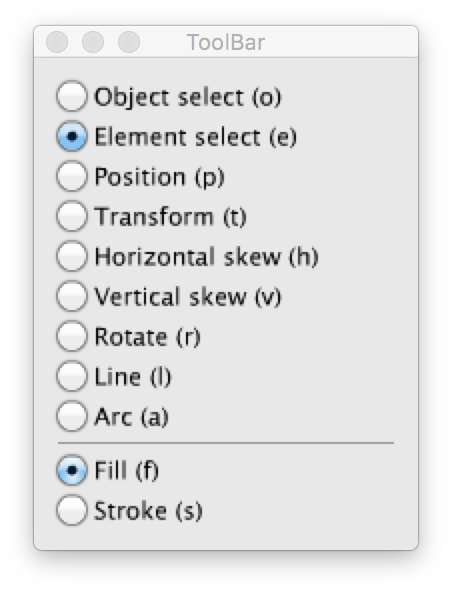 ToolBar
Object select (o)
Element select (e)
Position (p)
Transform (t)
Horizontal skew (h)
Vertical skew (v)
Rotate (r)
Line (l)
Arc (a)
Fill (f)
Stroke (s)